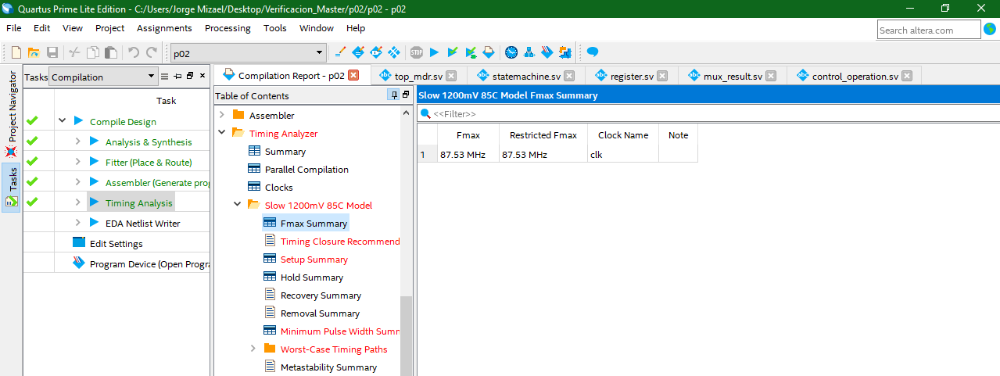 Quartus Prime Lite Edition - C:/Users/Jorge Mizael/Desktop/Verificacion_Master/p02/p02 - p02
File Edit View Project Assignments Processing Tools Window Help
Search altera.com
p02
STOP
Project Navigator
Tasks
Tasks Compilation
Task
Compile Design
Analysis & Synthesis
Fitter (Place & Route)
Assembler (Generate prog
Timing Analysis
EDA Netlist Writer
Edit Settings
Program Device (Open Progra
Compilation Report - p02
abc top_mdr.sv
abc statemachine.sv
abc register.sv
abc mux_result.sv
abc control_operation.sv
Table of Contents
Assembler
Timing Analyzer
Summary
Parallel Compilation
Clocks
Slow 1200mV 85C Model
Fmax Summary
Timing Closure Recommend
Setup Summary
Hold Summary
Recovery Summary
Removal Summary
Minimum Pulse Width Summ
Worst-Case Timing Paths
Metastability Summary
Slow 1200mV 85C Model Fmax Summary
<<Filter>>
Fmax Restricted Fmax Clock Name Note
1 87.53 MHz 87.53 MHz clk